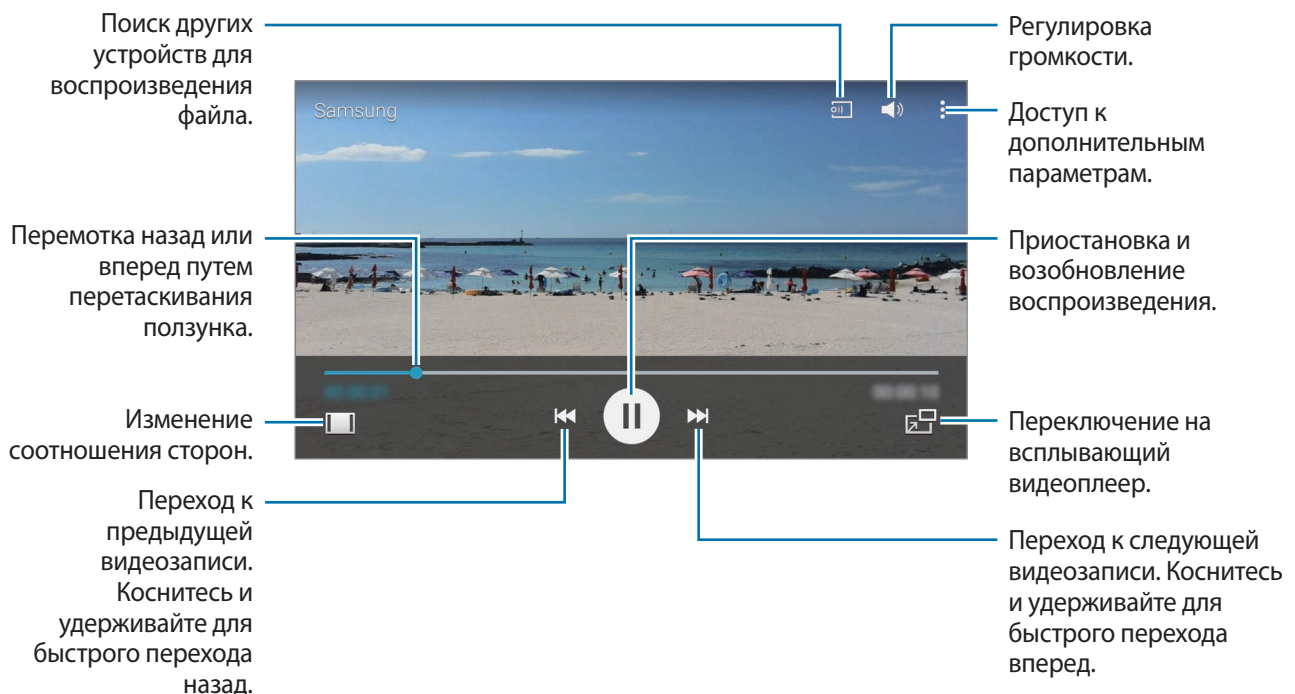 Поиск других
устройств для
воспроизведения
файла.
Перемотка назад или
вперед путем
перетаскивания
ползунка.
Изменение
соотношения сторон.
Переход к
предыдущей
видеозаписи.
Коснитесь и
удерживайте для
быстрого перехода
назад.
Samsung
Регулировка
громкости.
Доступ к
дополнительным
параметрам.
Приостановка и
возобновление
воспроизведения.
Переключение на
всплывающий
видеоплеер.
Переход к следующей
видеозаписи. Коснитесь
и удерживайте для
быстрого перехода
вперед.